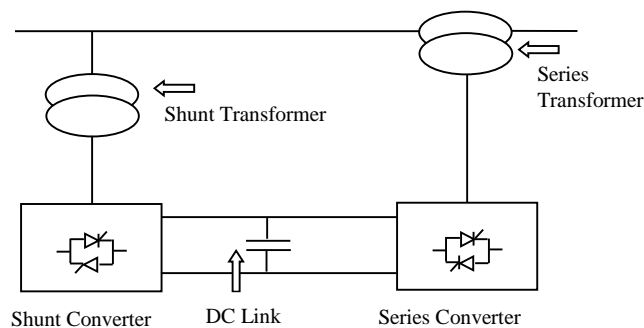 Series
Transformer
Shunt Transformer
Shunt Converter
DC Link
Series Converter